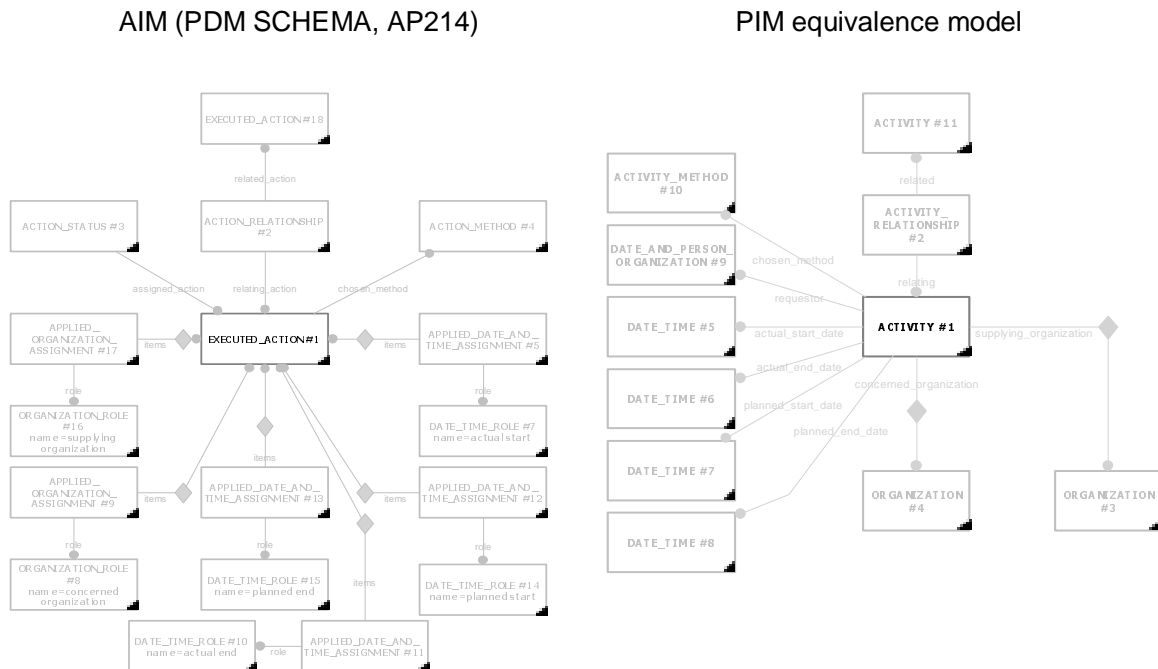 AIM (PDM SCHEMA, AP214)
PIM equivalence model
EXECUTED_ACTION #18
related_action
ACTION_STATUS #3
ACTION_RELATIONSHIP
#2
ACTION_METHOD #4
assigned_action
relating_action
chosen_method
APPLIED_
ORGANIZATION_
ASSIGNMENT #17
items
EXECUTED_ACTION #1
items
APPLIED_DATE_AND_
TIME_ASSIGNMENT
#5
role
role
ORGANIZATION_ROLE
#16
name=supplying
organization
DATE_TIME_ROLE #7
name=actual start
items
APPLIED_
ORGANIZATION_
ASSIGNMENT #9
items
APPLIED_DATE_AND_
TIME_ASSIGNMENT #13
items
APPLIED_DATE_AND_
TIME_ASSIGNMENT #12
role
role
role
ORGANIZATION_ROLE
#8
name=concerned
organization
DATE_TIME_ROLE #15
name=planned end
items
DATE_TIME_ROLE #14
name=planned start
DATE_TIME_ROLE #10
name=actual end
role
APPLIED_DATE_AND_
TIME_ASSIGNMENT #11
ACTIVITY #11
ACTIVITY_METHOD
#10
related
ACTIVITY_
RELATIONSHIP
#2
DATE_AND_PERSON_
ORGANIZATION #9
chosen_method
relating
requestor
DATE_TIME #5
actual_start_date
ACTIVITY #1
supplying_organization
actual_end_date
concerned_organization
DATE_TIME #6
planned_start_date
planned_end_date
DATE_TIME #7
ORGANIZATION
#4
ORGANIZATION
#3
DATE_TIME #8